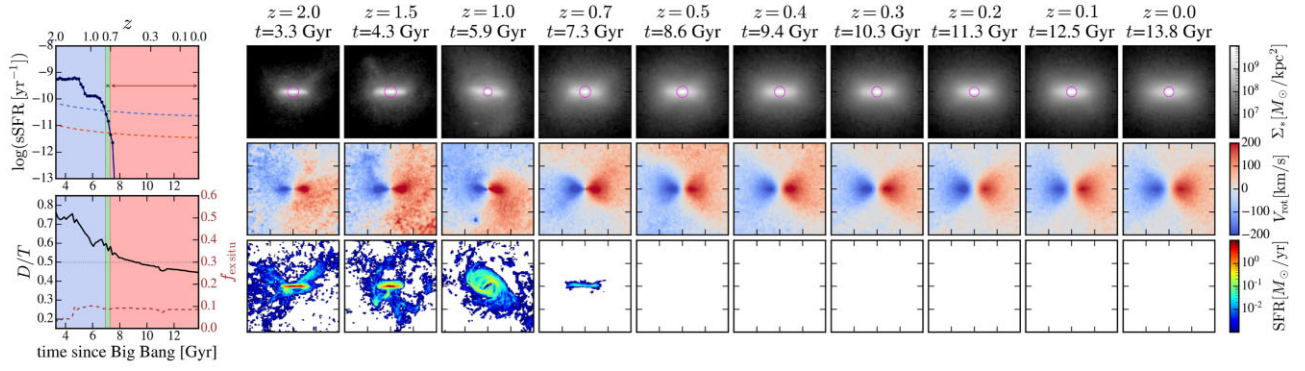 z
2.0 1.0 0.7 0.3 0.1 0.0
log(sSFR [yr⁻¹])
−8
−9
−10
−11
−12
−13
4 6 8 10 12
D/T
0.8
0.7
0.6
0.5
0.4
0.3
0.2
f_ex situ
0.6
0.5
0.4
0.3
0.2
0.1
0.0
4 6 8 10 12
time since Big Bang [Gyr]
z = 2.0 z = 1.5 z = 1.0 z = 0.7 z = 0.5 z = 0.4 z = 0.3 z = 0.2 z = 0.1 z = 0.0
t=3.3 Gyr t=4.3 Gyr t=5.9 Gyr t=7.3 Gyr t=8.6 Gyr t=9.4 Gyr t=10.3 Gyr t=11.3 Gyr t=12.5 Gyr t=13.8 Gyr
10⁹
10⁸
10⁷
10⁶
Σ*[M⊙/kpc²]
200
100
0
−100
−200
V_rot[km/s]
10⁰
10⁻¹
SFR[M⊙/yr]